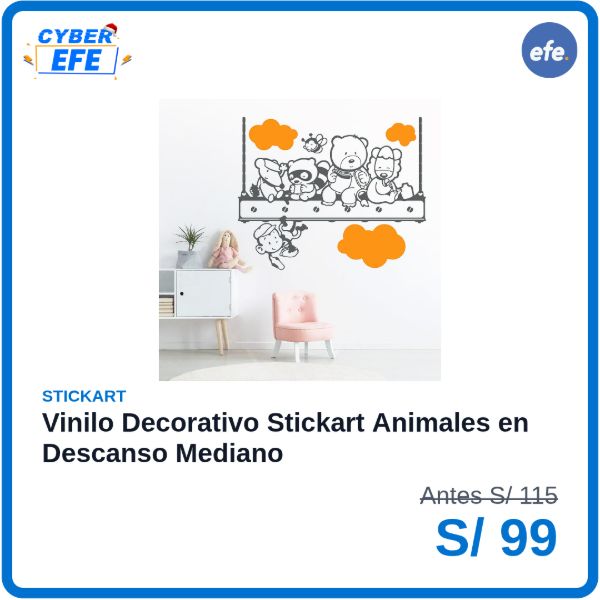 CYBER
EFE
efe.
STICKART
Vinilo Decorativo Stickart Animales en
Descanso Mediano
Antes S/ 115
S/ 99